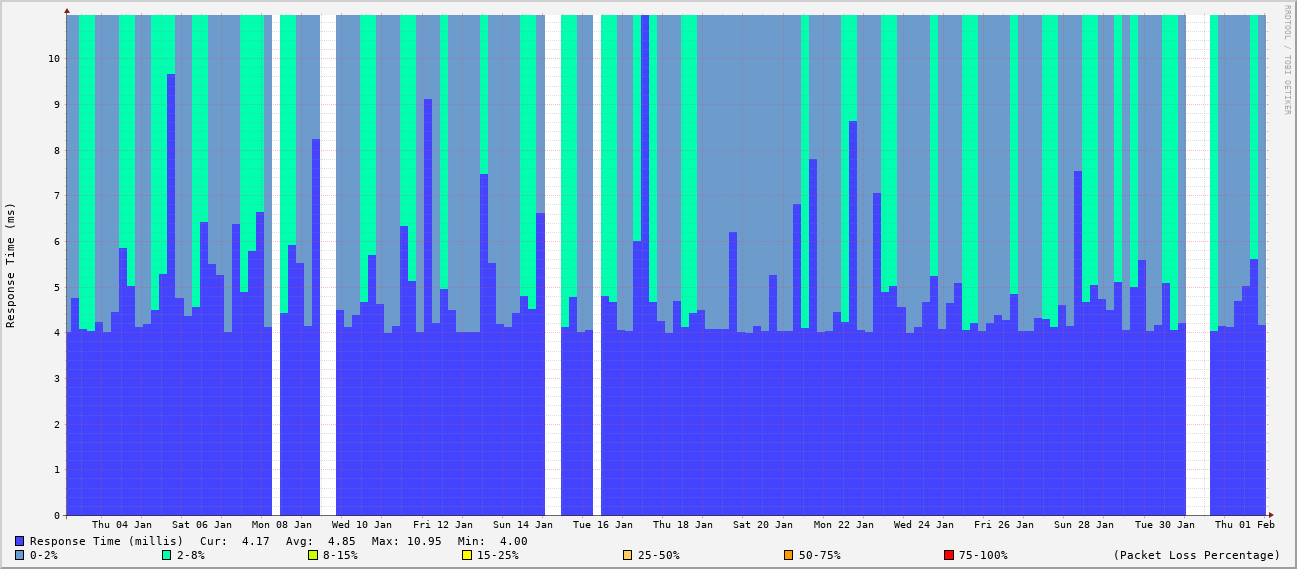 RRDTOOL / TOBI OETIKER
Response Time (ms)
10
9
8
7
6
5
4
3
2
1
0
Thu 04 Jan Sat 06 Jan Mon 08 Jan Wed 10 Jan Fri 12 Jan Sun 14 Jan Tue 16 Jan Thu 18 Jan Sat 20 Jan Mon 22 Jan Wed 24 Jan Fri 26 Jan Sun 28 Jan Tue 30 Jan Thu 01 Feb
Response Time (millis) Cur: 4.17 Avg: 4.85 Max: 10.95 Min: 4.00
0-2% 2-8% 8-15% 15-25% 25-50% 50-75% 75-100% (Packet Loss Percentage)